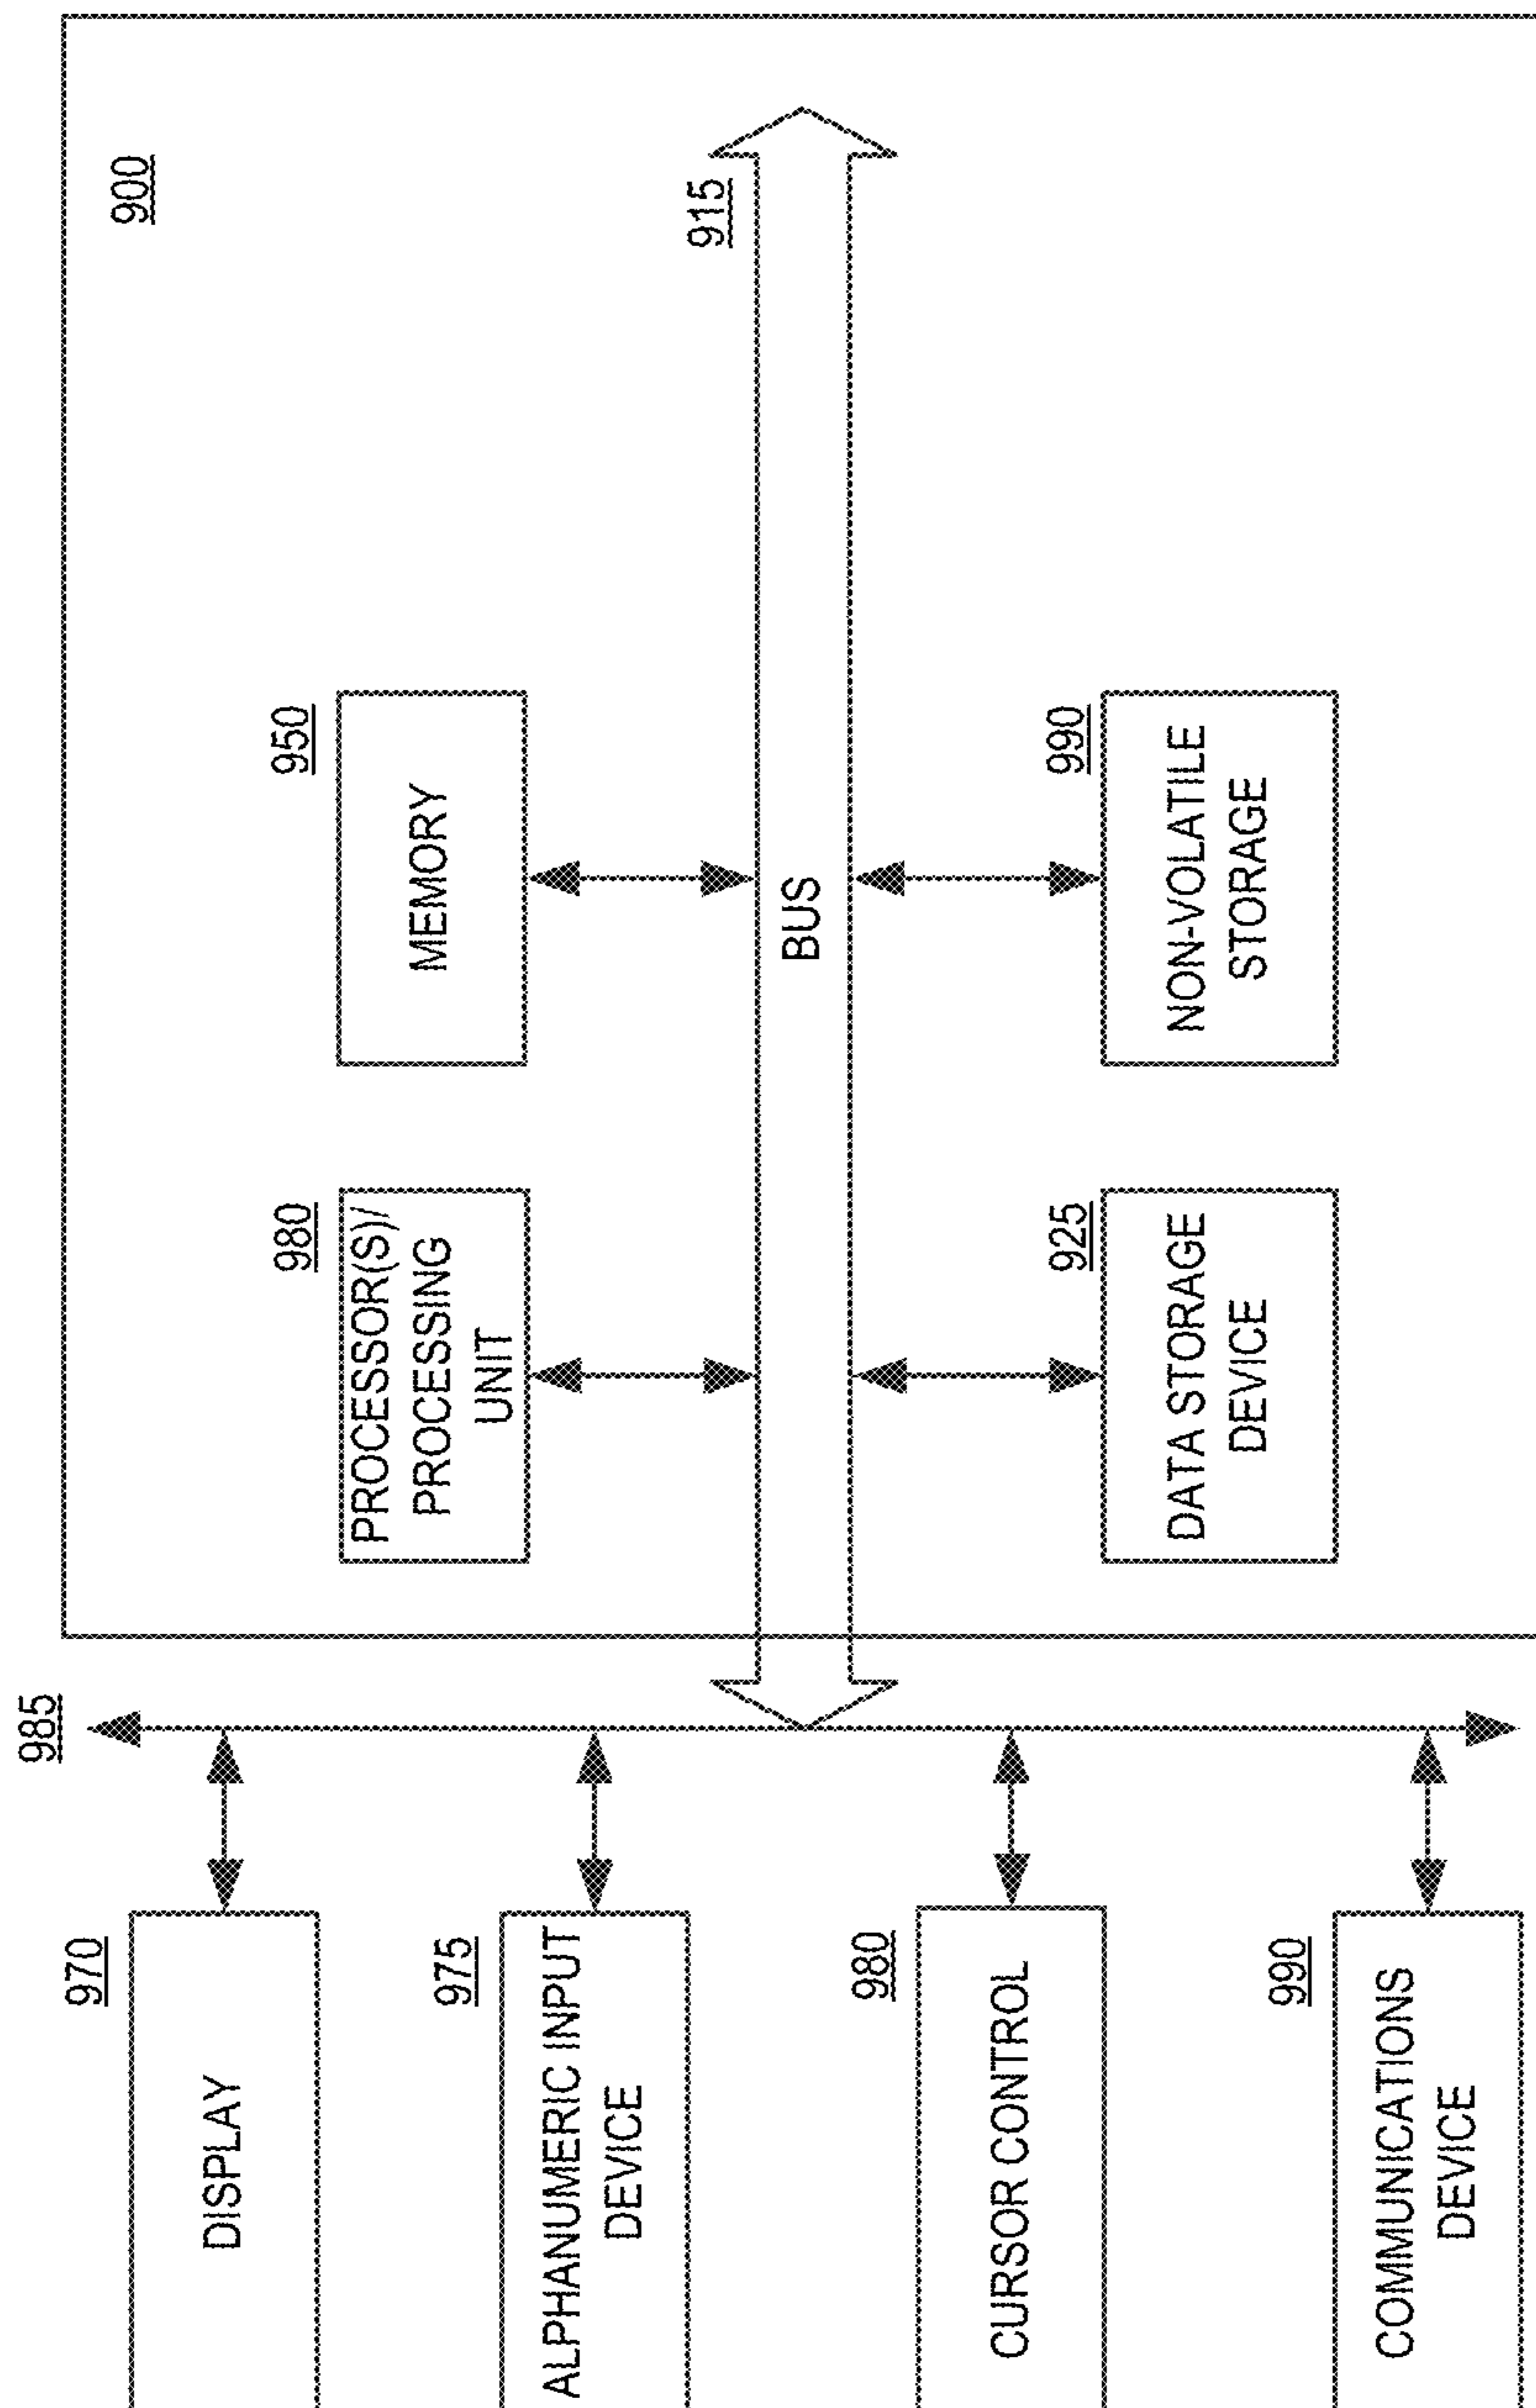 985
970
DISPLAY
975
ALPHANUMERIC INPUT
DEVICE
980
CURSOR CONTROL
990
COMMUNICATIONS
DEVICE
900
980
PROCESSOR(S)/
PROCESSING
UNIT
950
MEMORY
915
BUS
925
DATA STORAGE
DEVICE
990
NON-VOLATILE
STORAGE